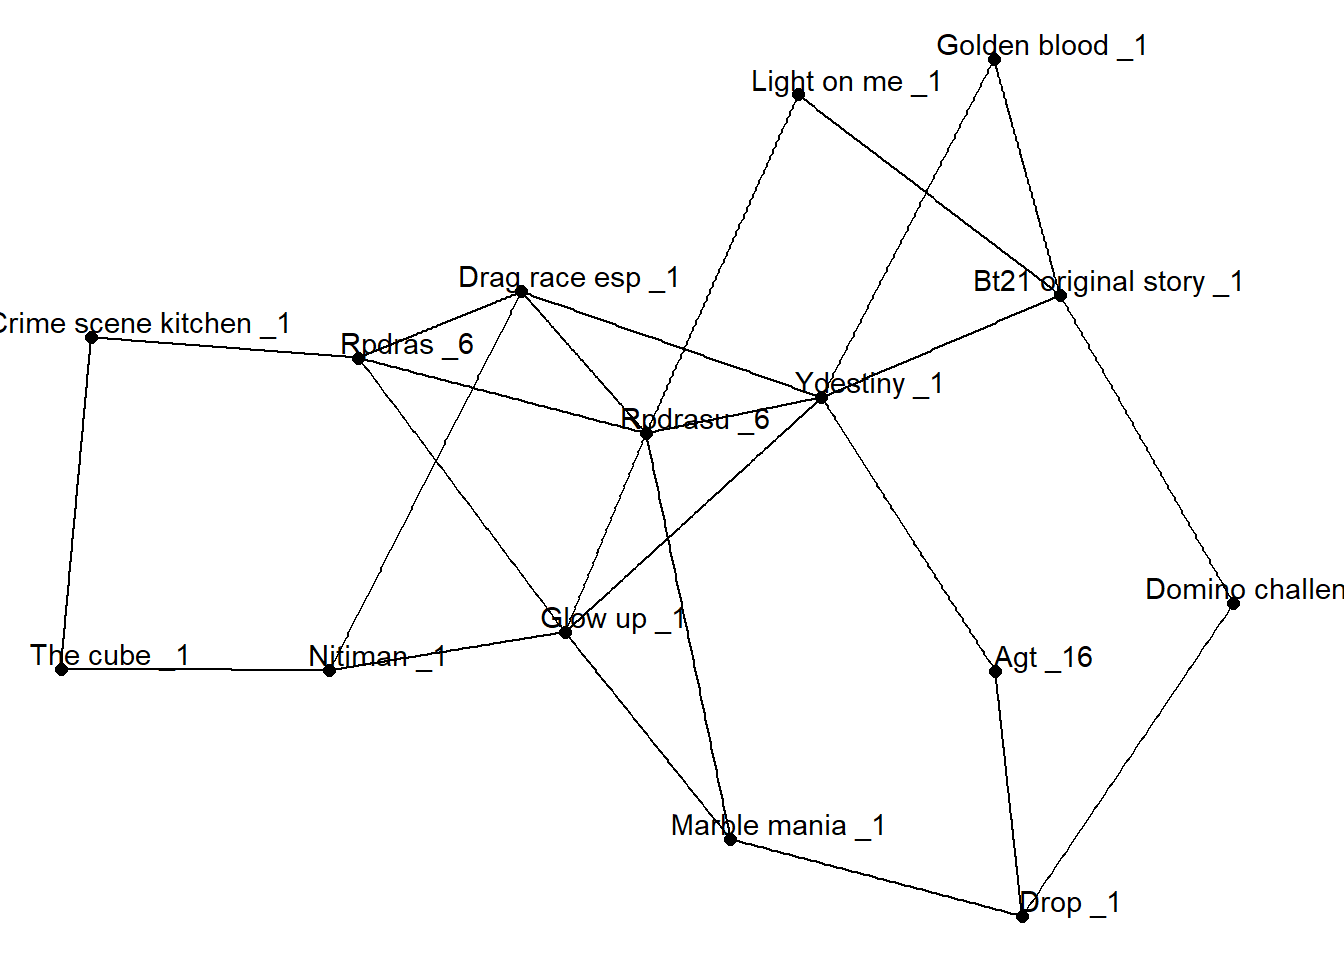 Golden blood _1
Light on me _1
Drag race esp _1
Bt21 original story _1
Crime scene kitchen _1
Rpdras _6
Ydestiny _1
Rpdrasu _6
Domino challen
Glow up _1
The cube _1
Nitiman _1
Agt _16
Marble mania _1
Drop _1